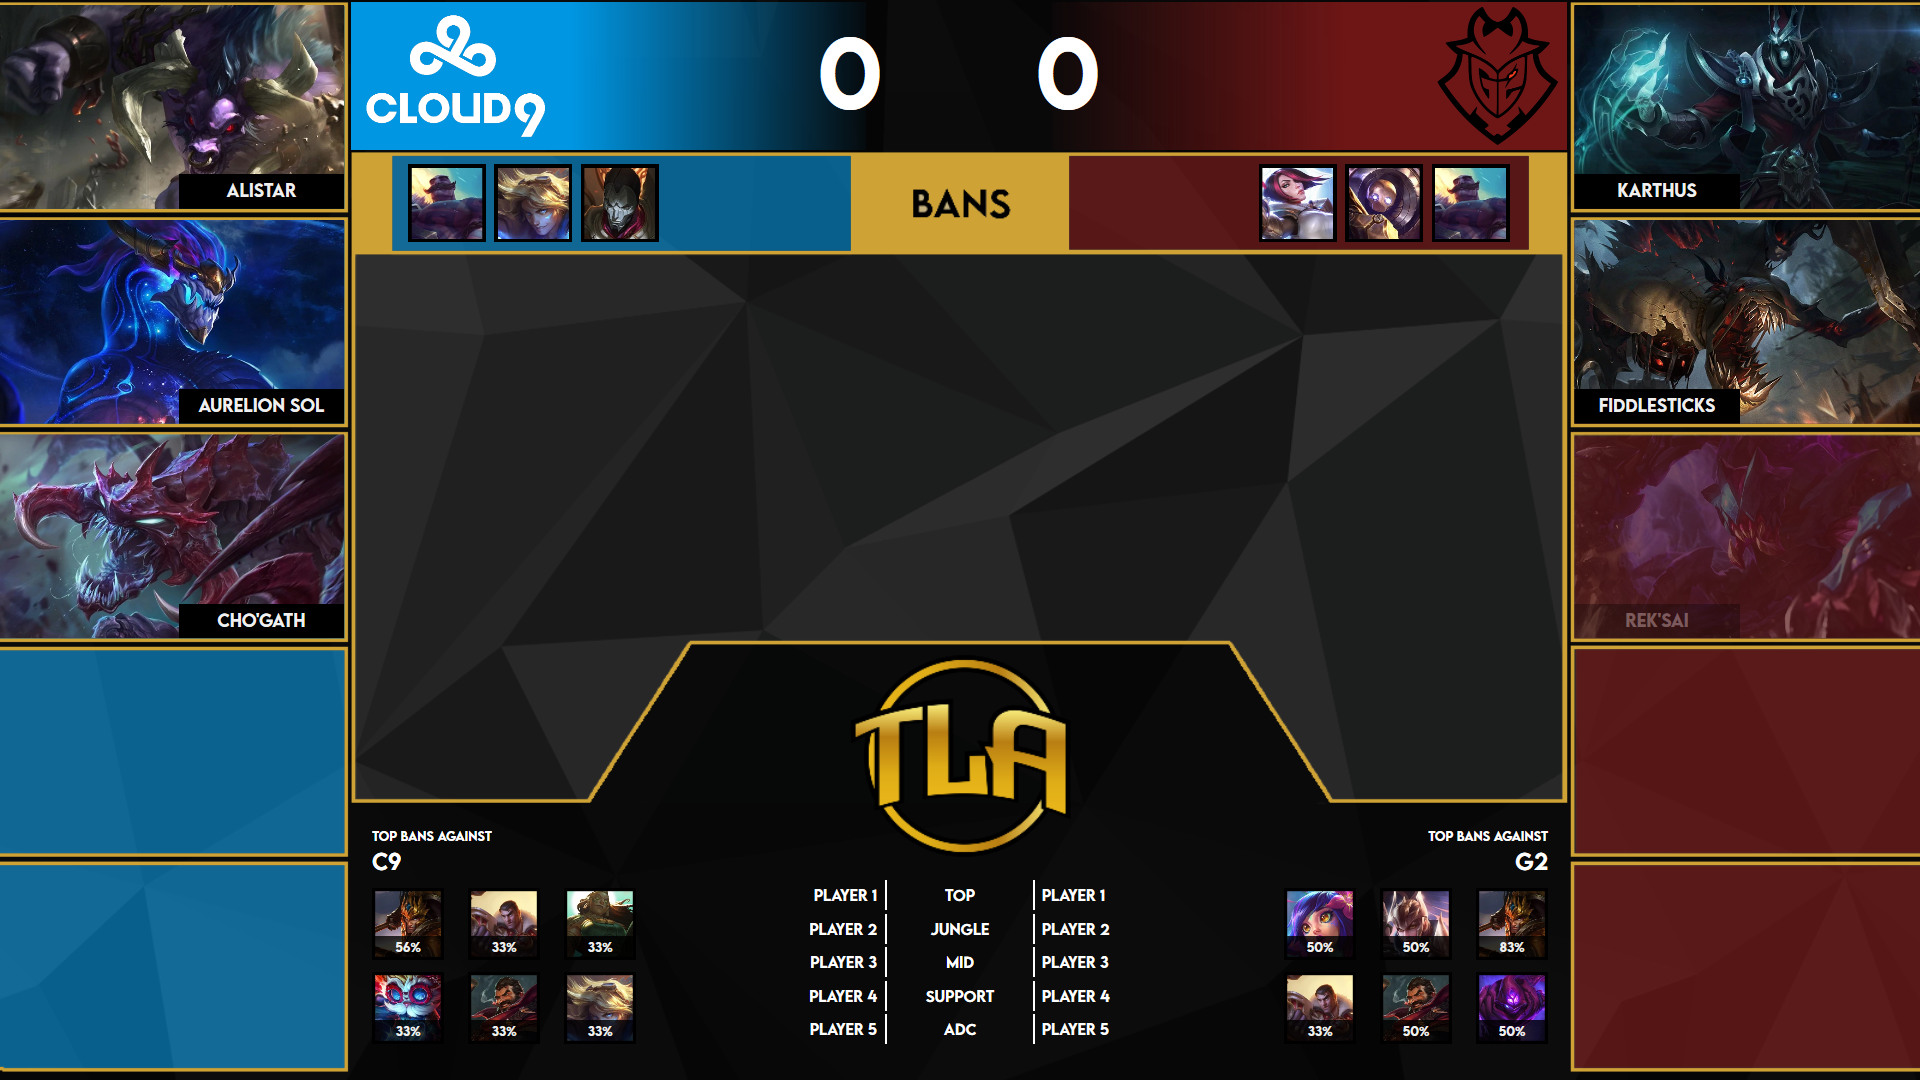 CLOUD9
0 0
BANS
ALISTAR
KARTHUS
AURELION SOL
FIDDLESTICKS
CHO'GATH
REK'SAI
TLA
TOP BANS AGAINST
C9
56% 33% 33%
33% 33% 33%
PLAYER 1 TOP PLAYER 1
PLAYER 2 JUNGLE PLAYER 2
PLAYER 3 MID PLAYER 3
PLAYER 4 SUPPORT PLAYER 4
PLAYER 5 ADC PLAYER 5
TOP BANS AGAINST
G2
50% 50% 83%
33% 50% 50%